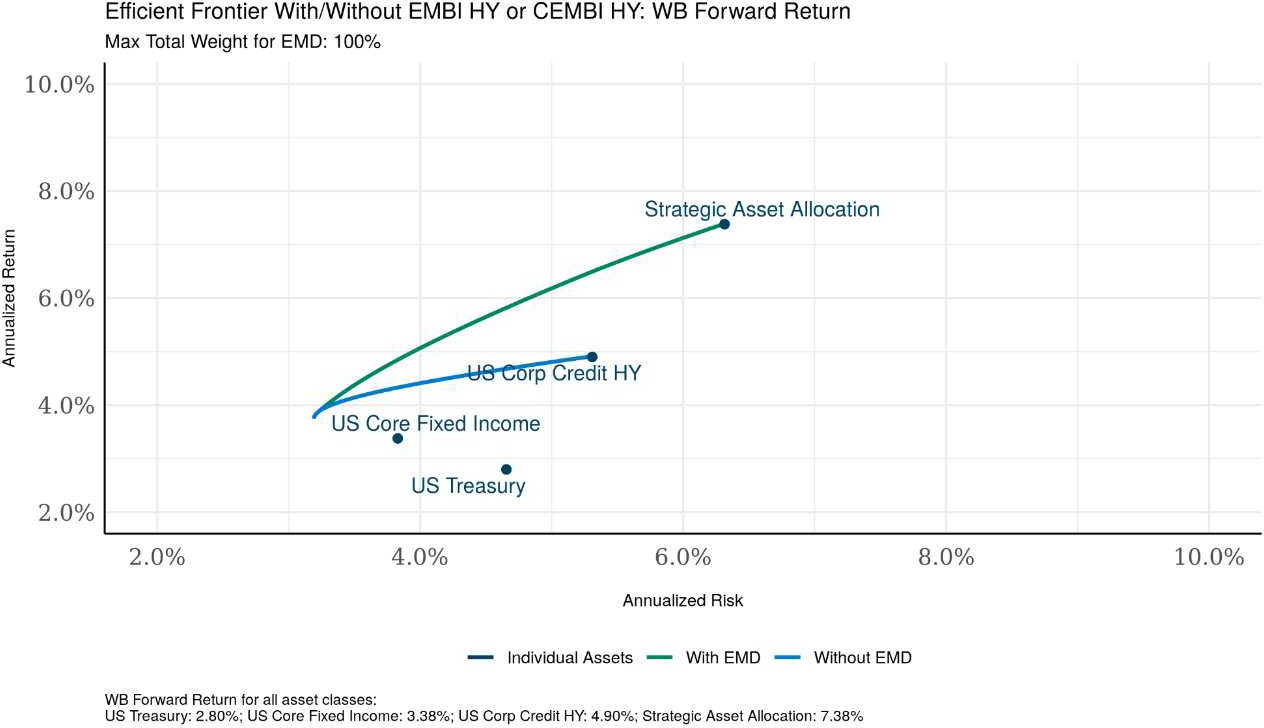 Efficient Frontier With/Without EMBI HY or CEMBI HY: WB Forward Return
Max Total Weight for EMD: 100%
10.0%
8.0%
6.0%
4.0%
2.0%
Annualized Return
Strategic Asset Allocation
US Corp Credit HY
US Core Fixed Income
US Treasury
2.0% 4.0% 6.0% 8.0% 10.0%
Annualized Risk
Individual Assets With EMD Without EMD
WB Forward Return for all asset classes:
US Treasury: 2.80%; US Core Fixed Income: 3.38%; US Corp Credit HY: 4.90%; Strategic Asset Allocation: 7.38%